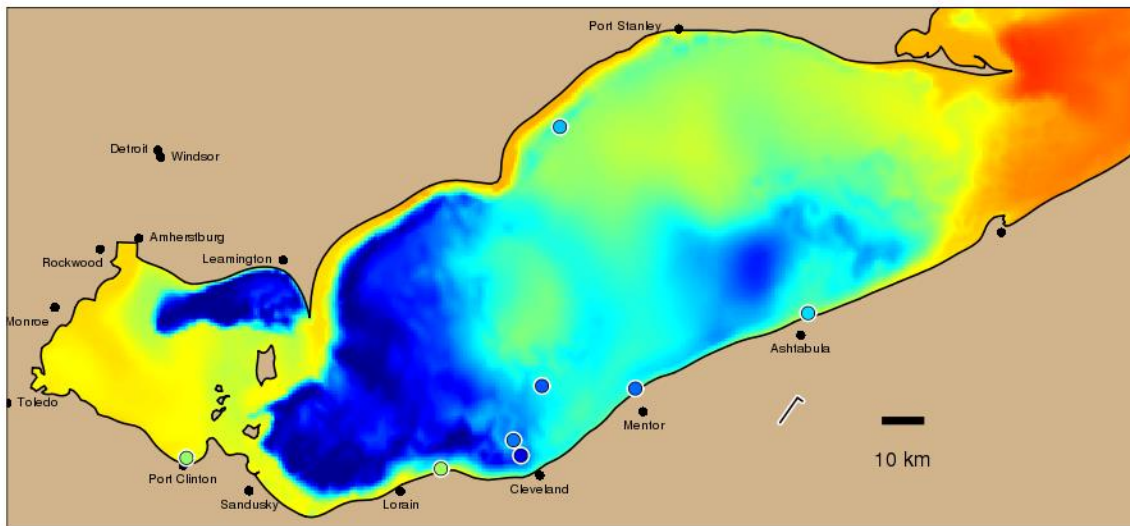 Port Stanley
Detroit
Windsor
Amherstburg
Rockwood
Leamington
Monroe
Ashtabula
Toledo
Mentor
10 km
Port Clinton
Cleveland
Sandusky
Lorain